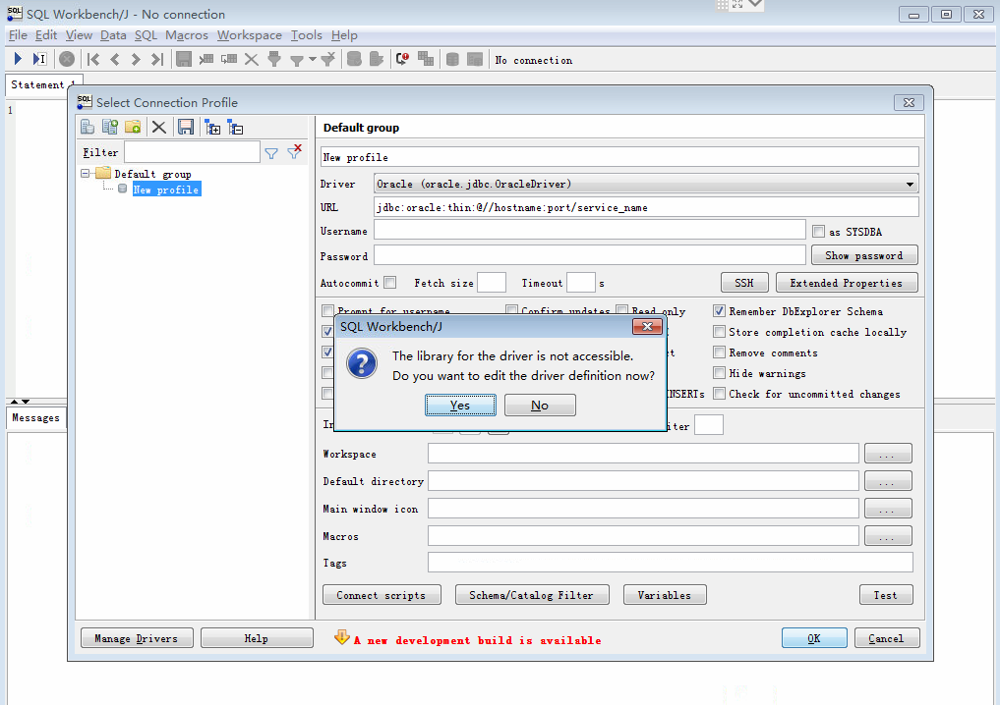 SQL Workbench/J - No connection
File Edit View Data SQL Macros Workspace Tools Help
No connection
Statement 1
1
Select Connection Profile
Default group
Filter
New profile
Default group
New profile
Driver Oracle (oracle.jdbc.OracleDriver)
URL jdbc:oracle:thin:@//hostname:port/service_name
Username as SYSDBA
Password Show password
Autocommit Fetch size Timeout s SSH Extended Properties
Prompt for username Confirm updates Read only Remember DbExplorer Schema
SQL Workbench/J
Store completion cache locally
The library for the driver is not accessible.
Remove comments
Do you want to edit the driver definition now?
Hide warnings
Yes No
INSERTs Check for uncommitted changes
Messages
Workspace ...
Default directory ...
Main window icon ...
Macros ...
Tags
Connect scripts Schema/Catalog Filter Variables Test
Manage Drivers Help A new development build is available OK Cancel